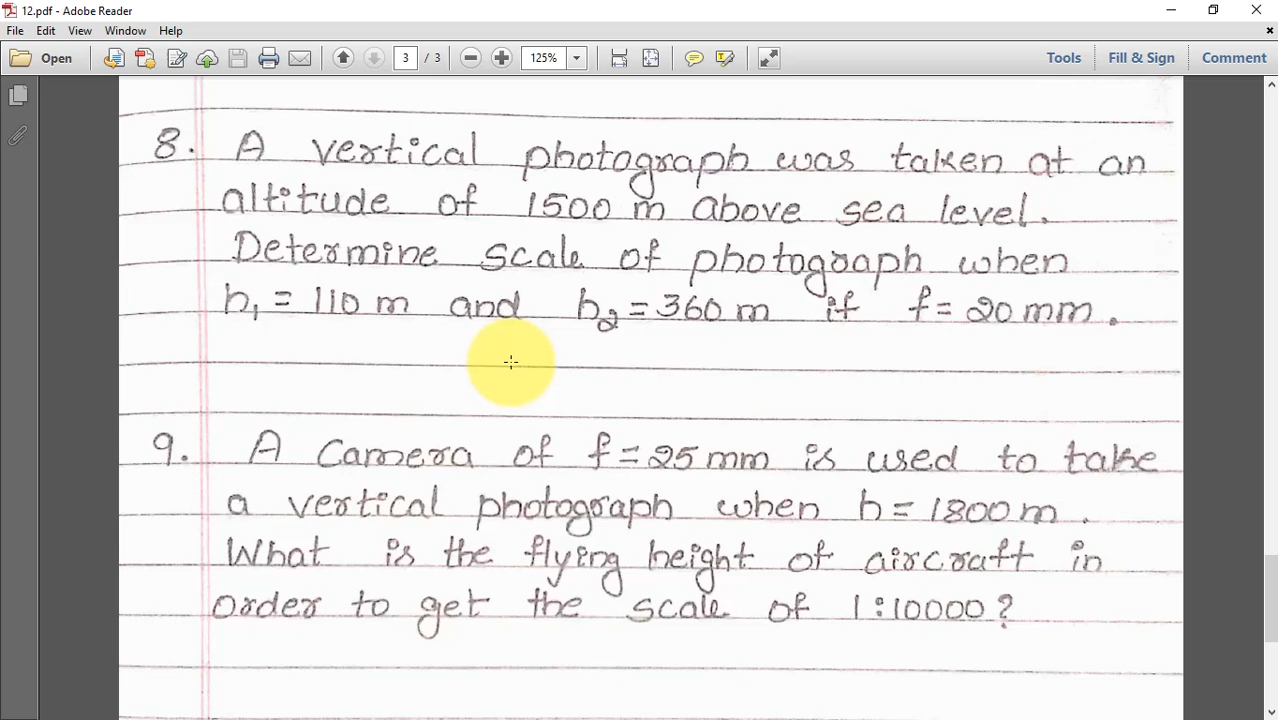 12.pdf - Adobe Reader
File Edit View Window Help
Open 3 / 3 125% Tools Fill & Sign Comment
8. A vertical photograph was taken at an
altitude of 1500 m above sea level.
Determine scale of photograph when
h1 = 110 m and h2 = 360 m if f = 20 mm.
9. A Camera of f = 25 mm is used to take
a vertical photograph when h = 1800 m.
What is the flying height of aircraft in
order to get the scale of 1:10000?